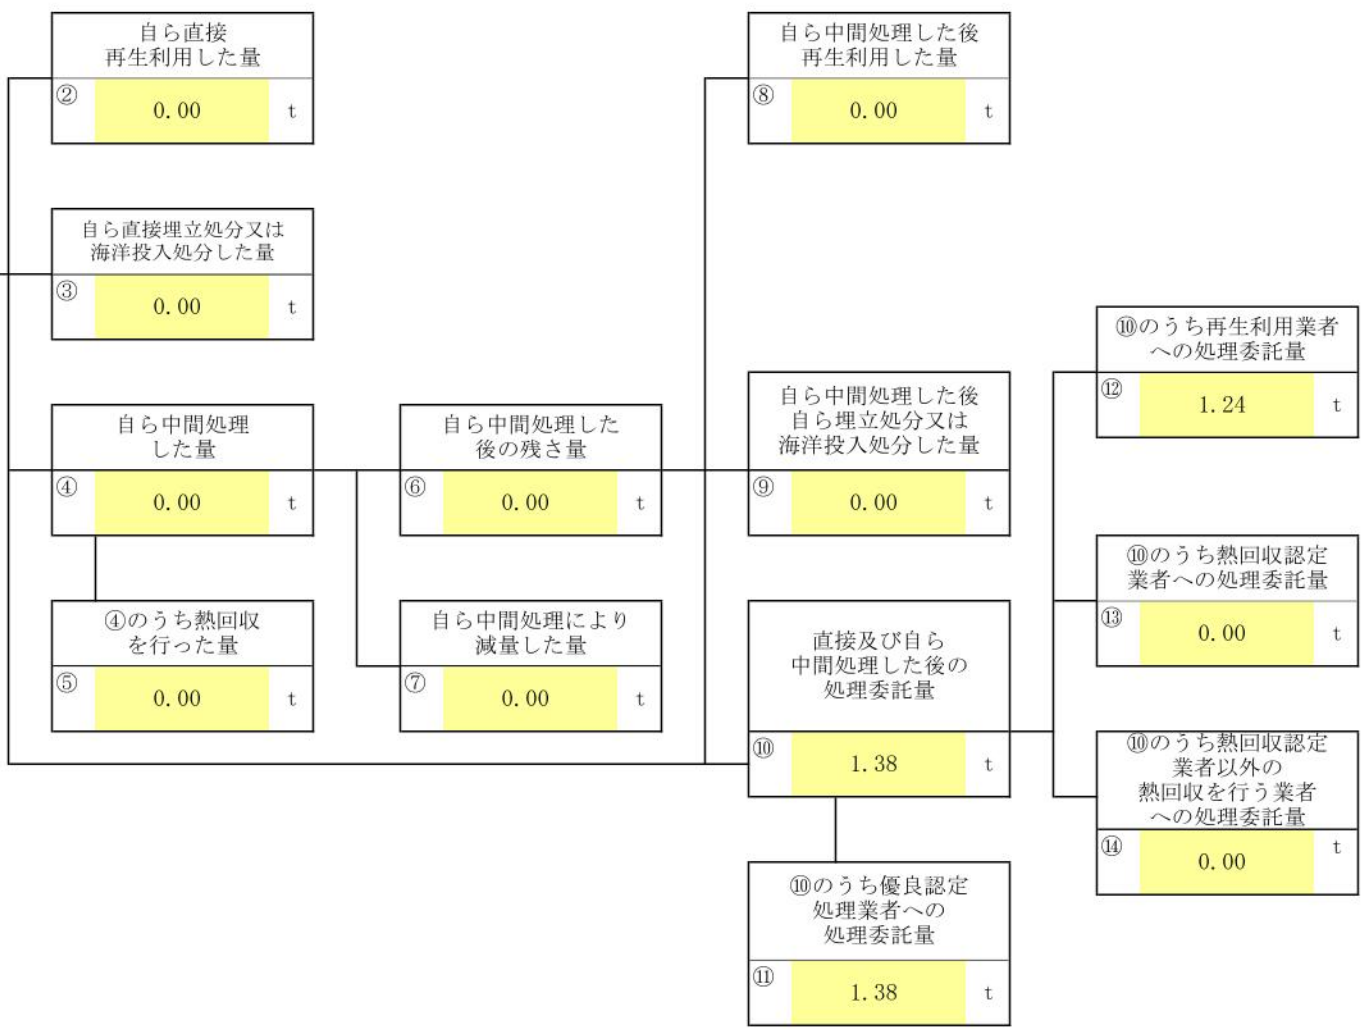 自ら直接
再生利用した量
②
0.00
t
自ら中間処理した後
再生利用した量
⑧
0.00
t
自ら直接埋立処分又は
海洋投入処分した量
③
0.00
t
⑩のうち再生利用業者
への処理委託量
⑫
1.24
t
自ら中間処理
した量
④
0.00
t
自ら中間処理した
後の残さ量
⑥
0.00
t
自ら中間処理した後
自ら埋立処分又は
海洋投入処分した量
⑨
0.00
t
⑩のうち熱回収認定
業者への処理委託量
⑬
0.00
t
④のうち熱回収
を行った量
⑤
0.00
t
自ら中間処理により
減量した量
⑦
0.00
t
直接及び自ら
中間処理した後の
処理委託量
⑩
1.38
t
⑩のうち熱回収認定
業者以外の
熱回収を行う業者
への処理委託量
⑭
0.00
t
⑩のうち優良認定
処理業者への
処理委託量
⑪
1.38
t